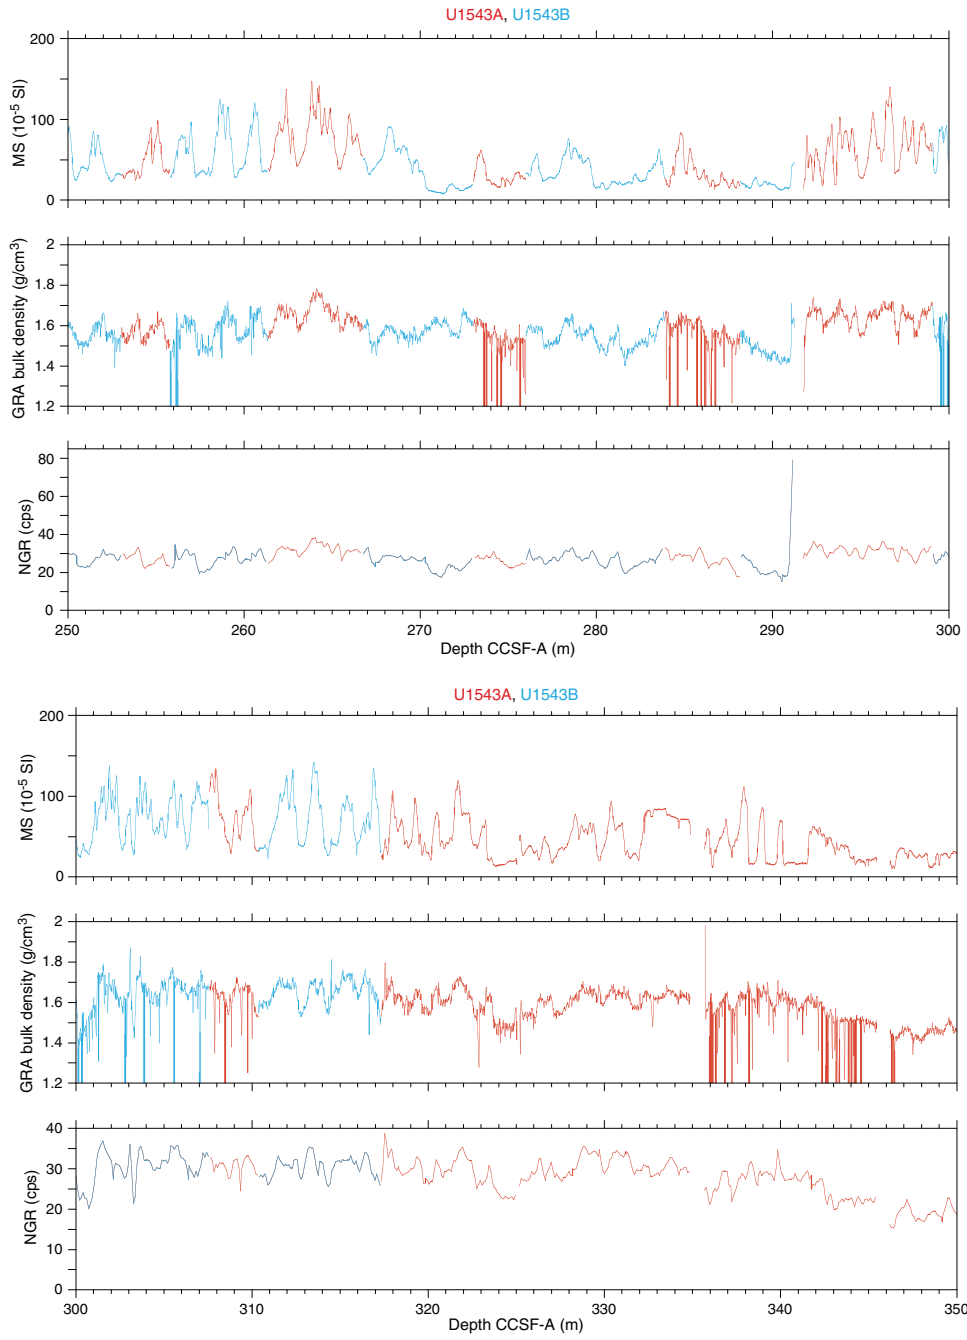 U1543A, U1543B
200
100
0
MS (10⁻⁵ SI)
2
1.8
1.6
1.4
1.2
GRA bulk density (g/cm³)
80
60
40
20
0
NGR (cps)
250 260 270 280 290 300
Depth CCSF-A (m)
U1543A, U1543B
200
100
0
MS (10⁻⁵ SI)
2
1.8
1.6
1.4
1.2
GRA bulk density (g/cm³)
40
30
20
10
0
NGR (cps)
300 310 320 330 340 350
Depth CCSF-A (m)